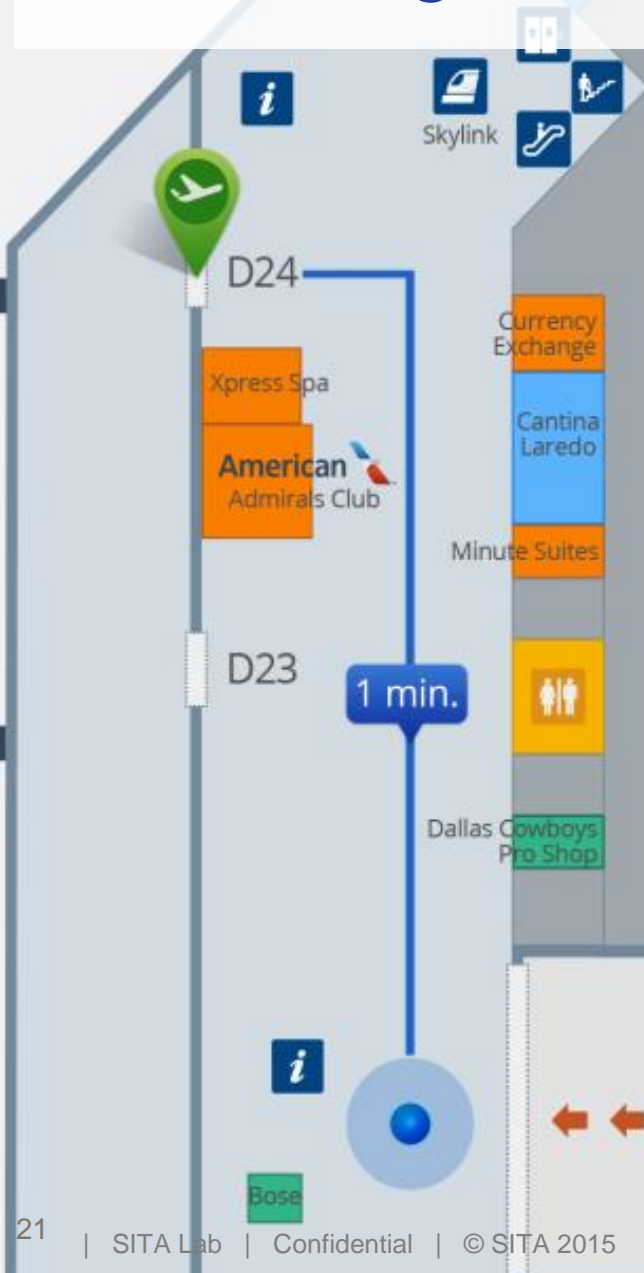 i
Skylink
D24
Currency
Exchange
Xpress Spa
Cantina
Laredo
American
Admirals Club
Minute Suites
D23
1 min.
Dallas Cowboys
Pro Shop
i
Bose
21 | SITA Lab | Confidential | © SITA 2015